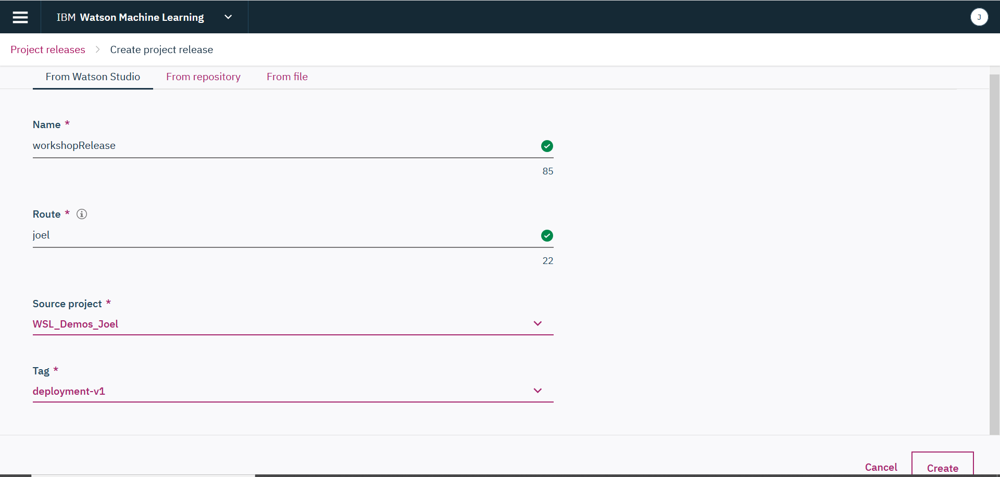 IBM Watson Machine Learning
J
Project releases > Create project release
From Watson Studio From repository From file
Name *
workshopRelease
85
Route *
joel
22
Source project *
WSL_Demos_Joel
Tag *
deployment-v1
Cancel Create